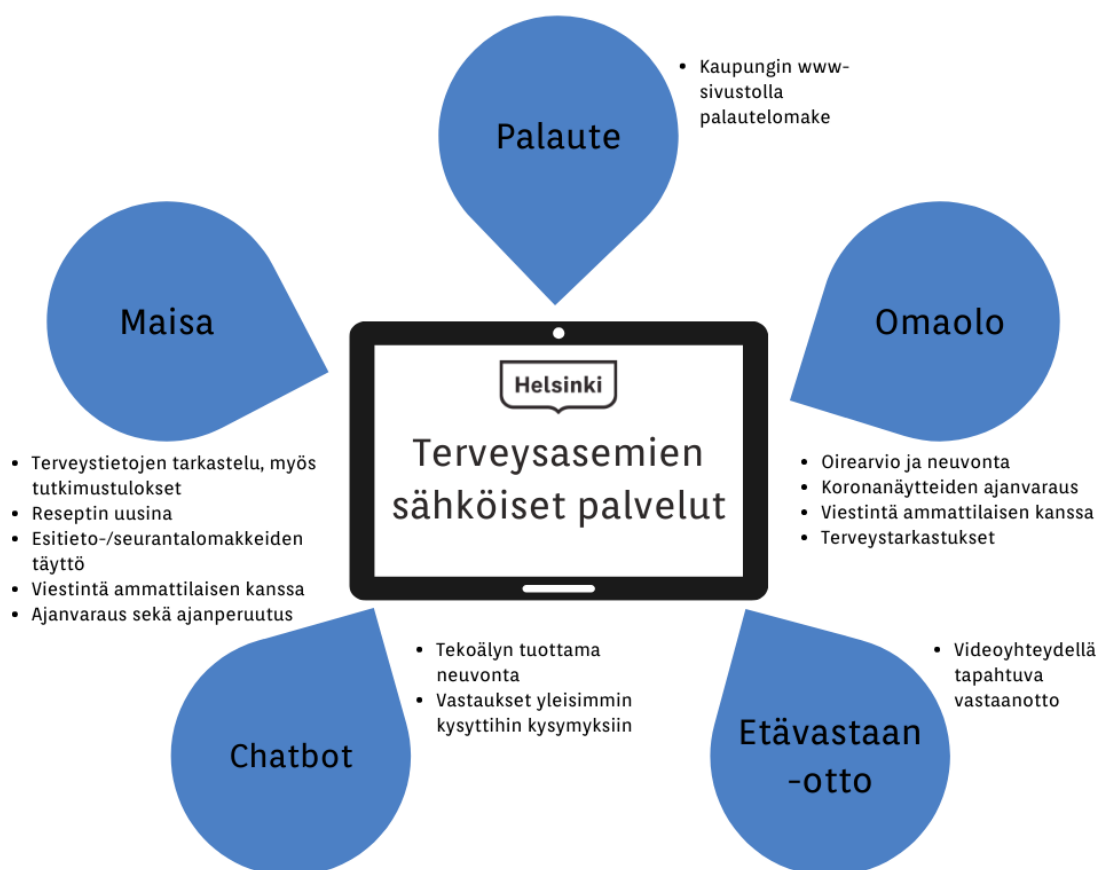 Palaute
• Kaupungin www-
sivustolla
palautelomake
Maisa
• Terveystietojen tarkastelu, myös
tutkimustulokset
• Reseptin uusina
• Esitieto-/seurantalomakkeiden
täyttö
• Viestintä ammattilaisen kanssa
• Ajanvaraus sekä ajanperuutus
Helsinki
Terveysasemien
sähköiset palvelut
Omaolo
• Oirearvio ja neuvonta
• Koronanäytteiden ajanvaraus
• Viestintä ammattilaisen kanssa
• Terveystarkastukset
Chatbot
• Tekoälyn tuottama
neuvonta
• Vastaukset yleisimmin
kysyttihin kysymyksiin
Etävastaan
-otto
• Videoyhteydellä
tapahtuva
vastaanotto